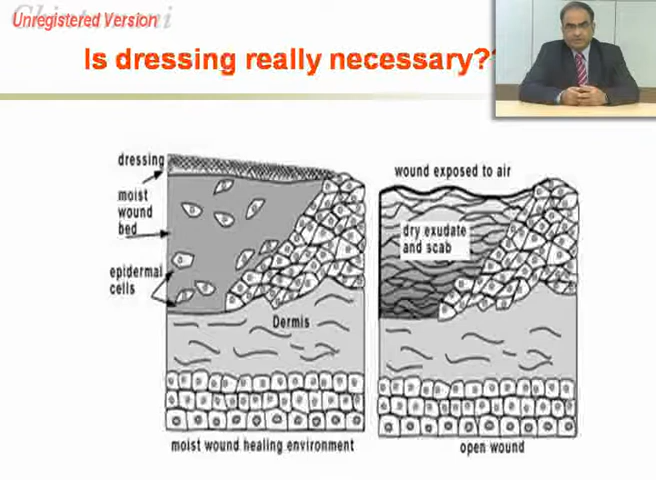 Unregistered Version
Is dressing really necessary?
dressing
moist
wound
bed
epidermal
cells
Dermis
moist wound healing environment
wound exposed to air
dry exudate
and scab
open wound